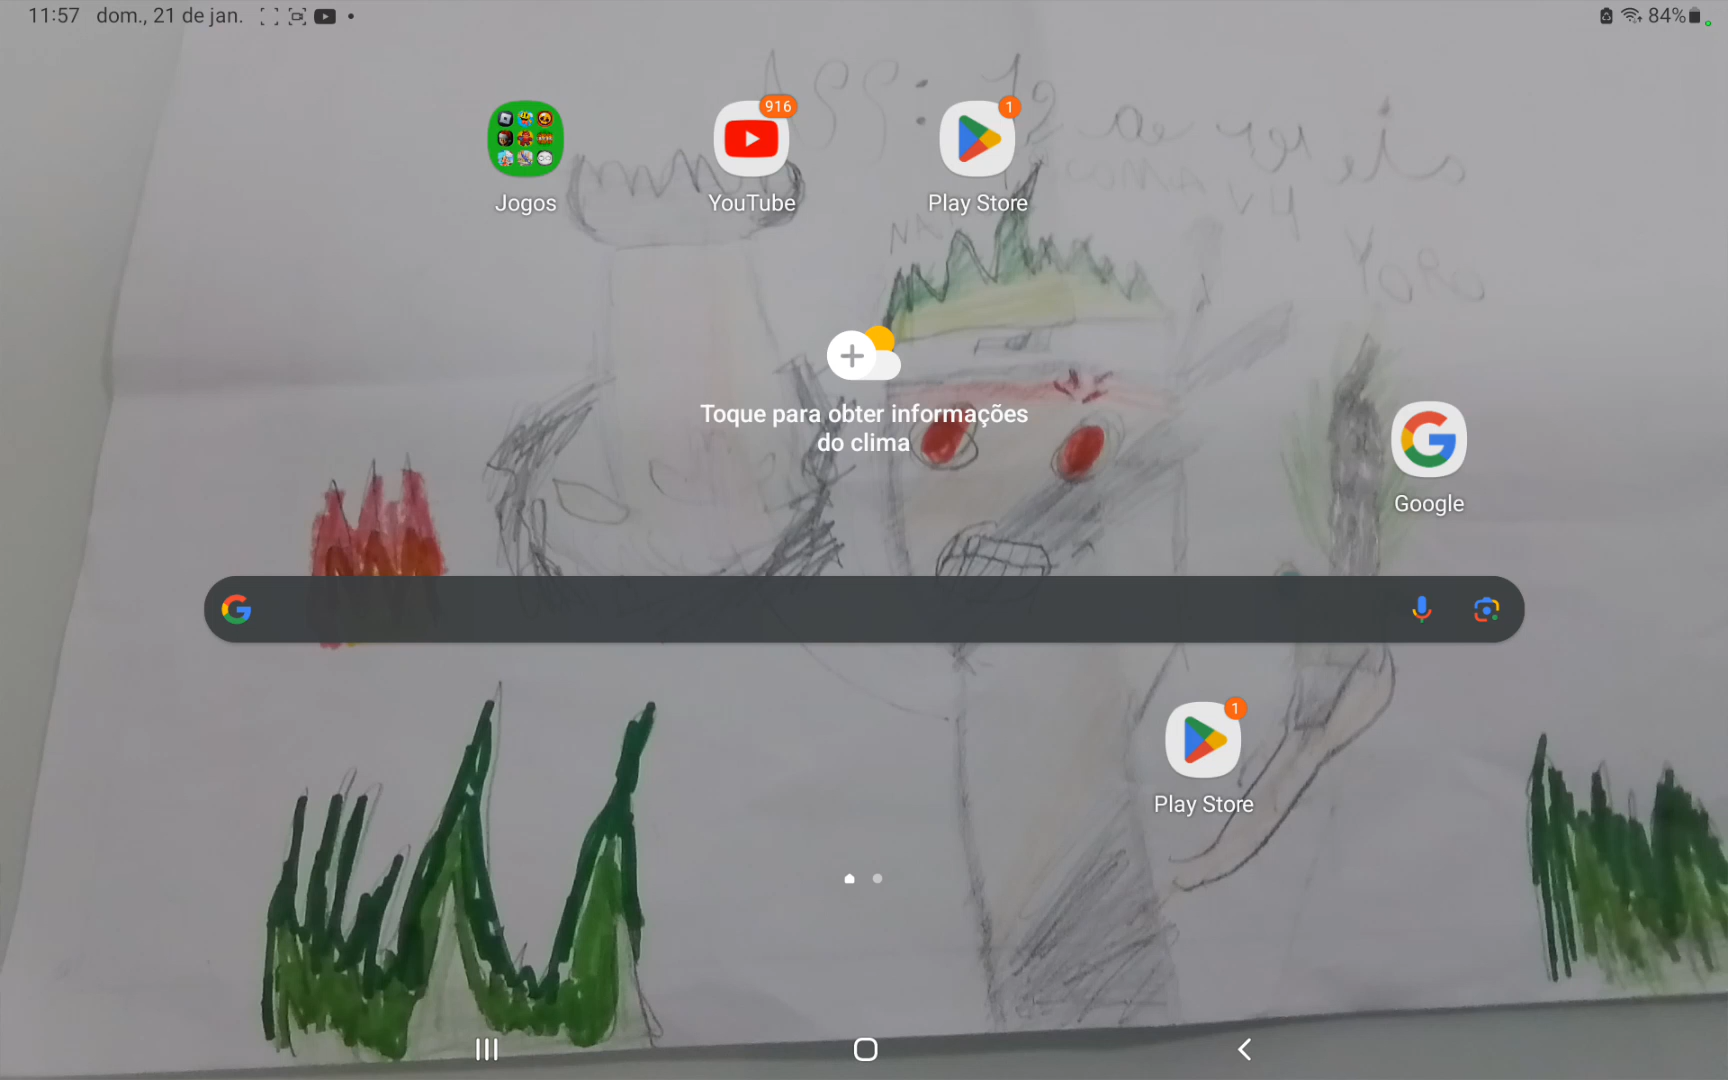 11:57 dom., 21 de jan. 84%
916
1
Jogos
YouTube
Play Store
Toque para obter informações
do clima
Google
1
Play Store